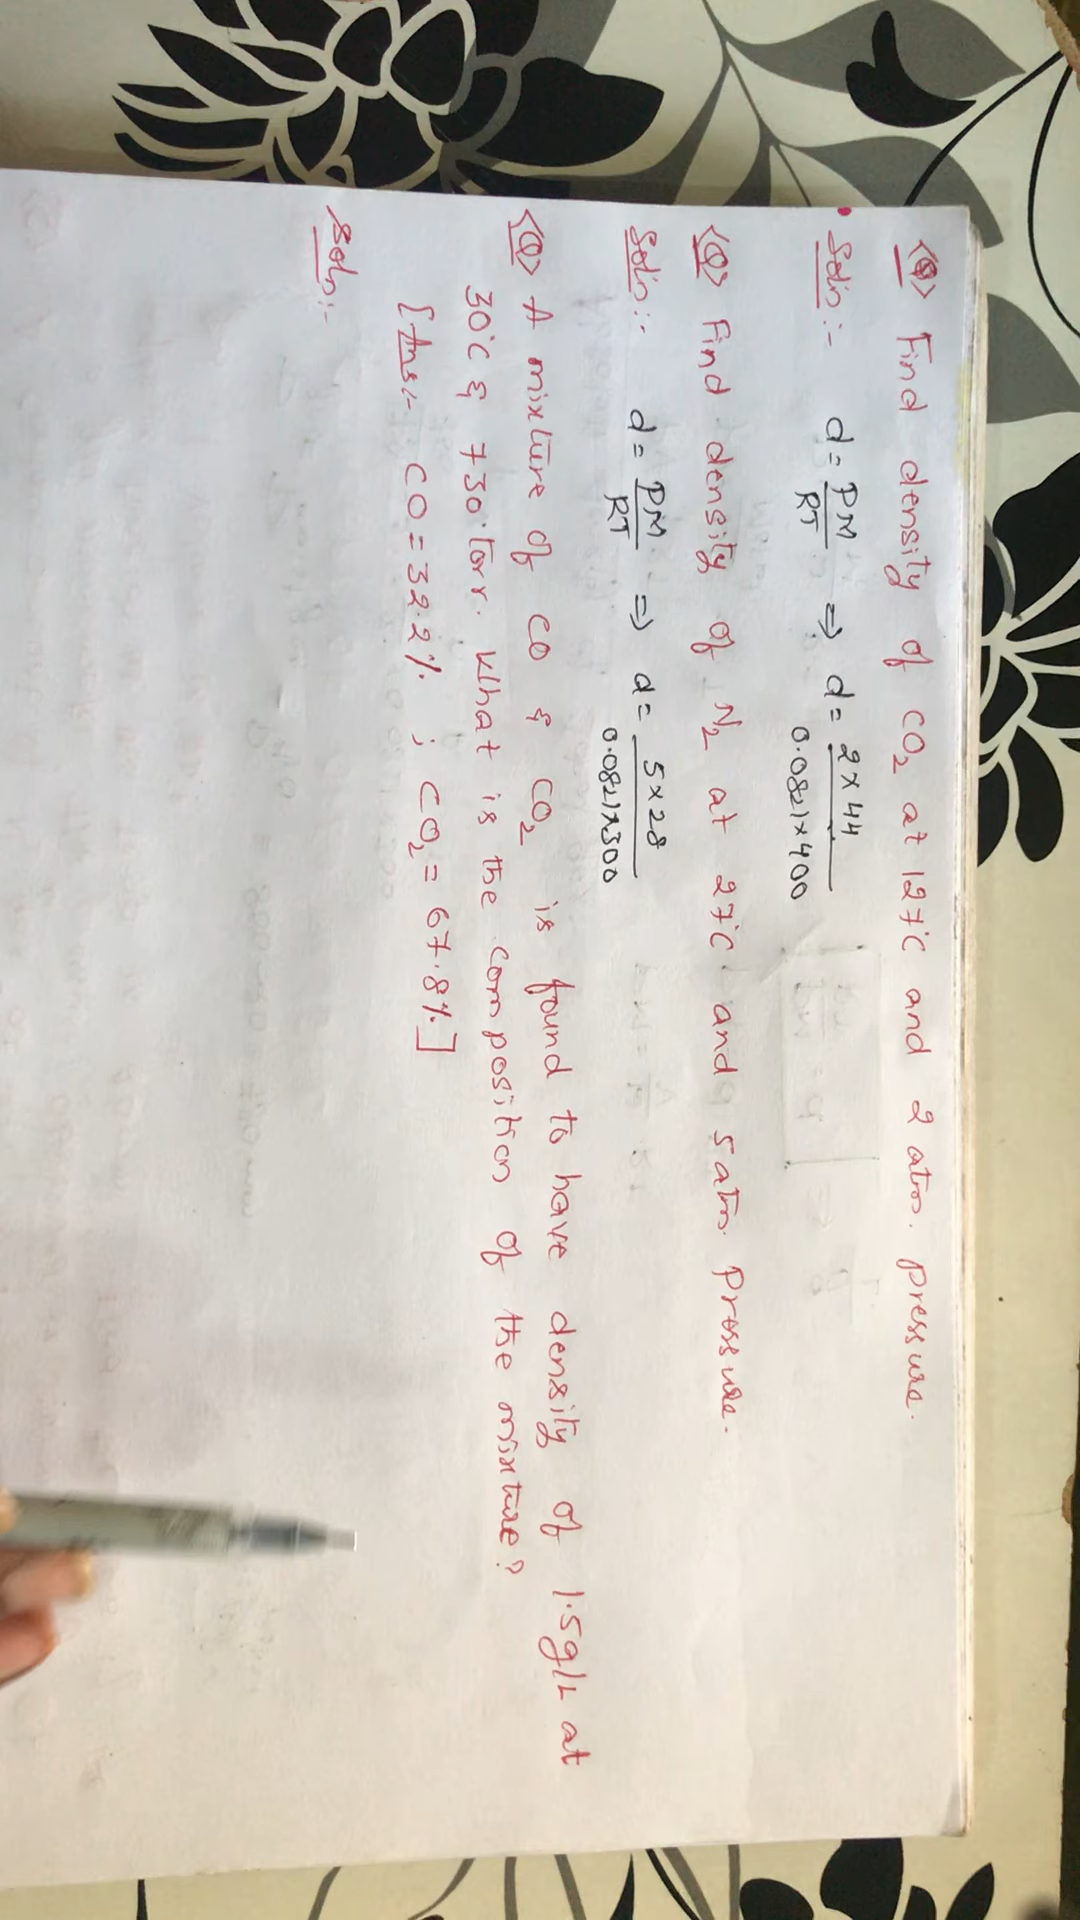 <Q> Find density of CO₂ at 127°C and 2 atm. pressure.
Soln:- d = PM/RT ⇒ d = 2×44/0.0821×400
<Q> Find density of N₂ at 27°C and 5 atm. Pressure.
Soln:- d = PM/RT ⇒ d = 5×28/0.0821×300
<Q> A mixture of CO & CO₂ is found to have density of 1.5g/L at
30°C & 730 torr. What is the composition of the mixture?
[Ans:- CO = 32.2% ; CO₂ = 67.8%]
Soln:-